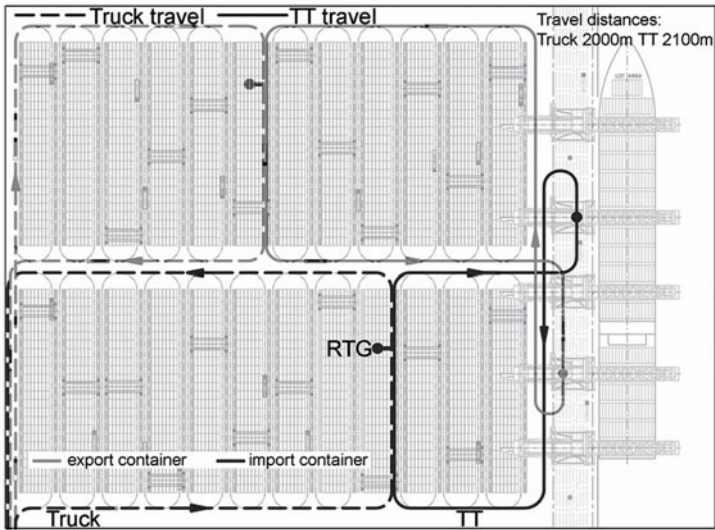 Truck travel
TT travel
Travel distances:
Truck 2000m TT 2100m
RTG
export container
import container
Truck
TT